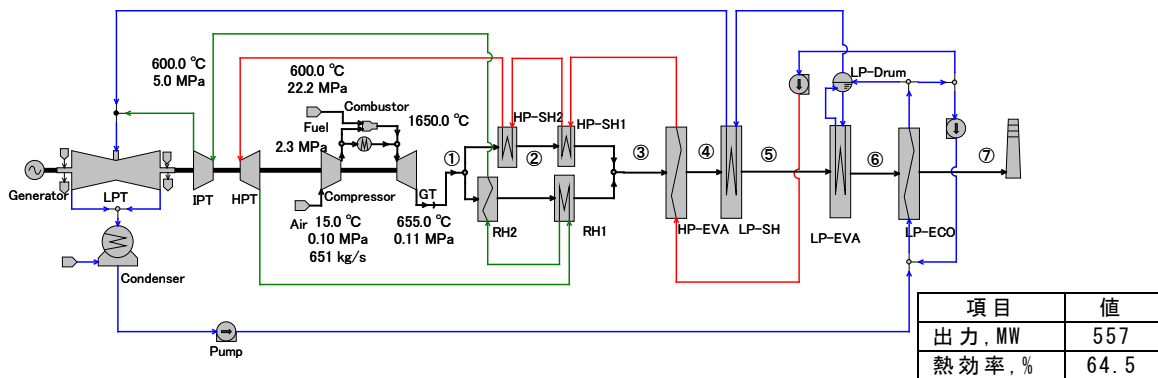 600.0 ℃
5.0 MPa
600.0 ℃
22.2 MPa
Combustor
Fuel
2.3 MPa
1650.0 ℃
HP-SH2
HP-SH1
LP-Drum
①
②
③
④
⑤
⑥
⑦
Generator
LPT
IPT
HPT
Compressor
GT
Air
15.0 ℃
0.10 MPa
651 kg/s
655.0 ℃
0.11 MPa
RH2
RH1
HP-EVA
LP-SH
LP-EVA
LP-ECO
Condenser
Pump
項目 値
出力, MW 557
熱効率, % 64.5